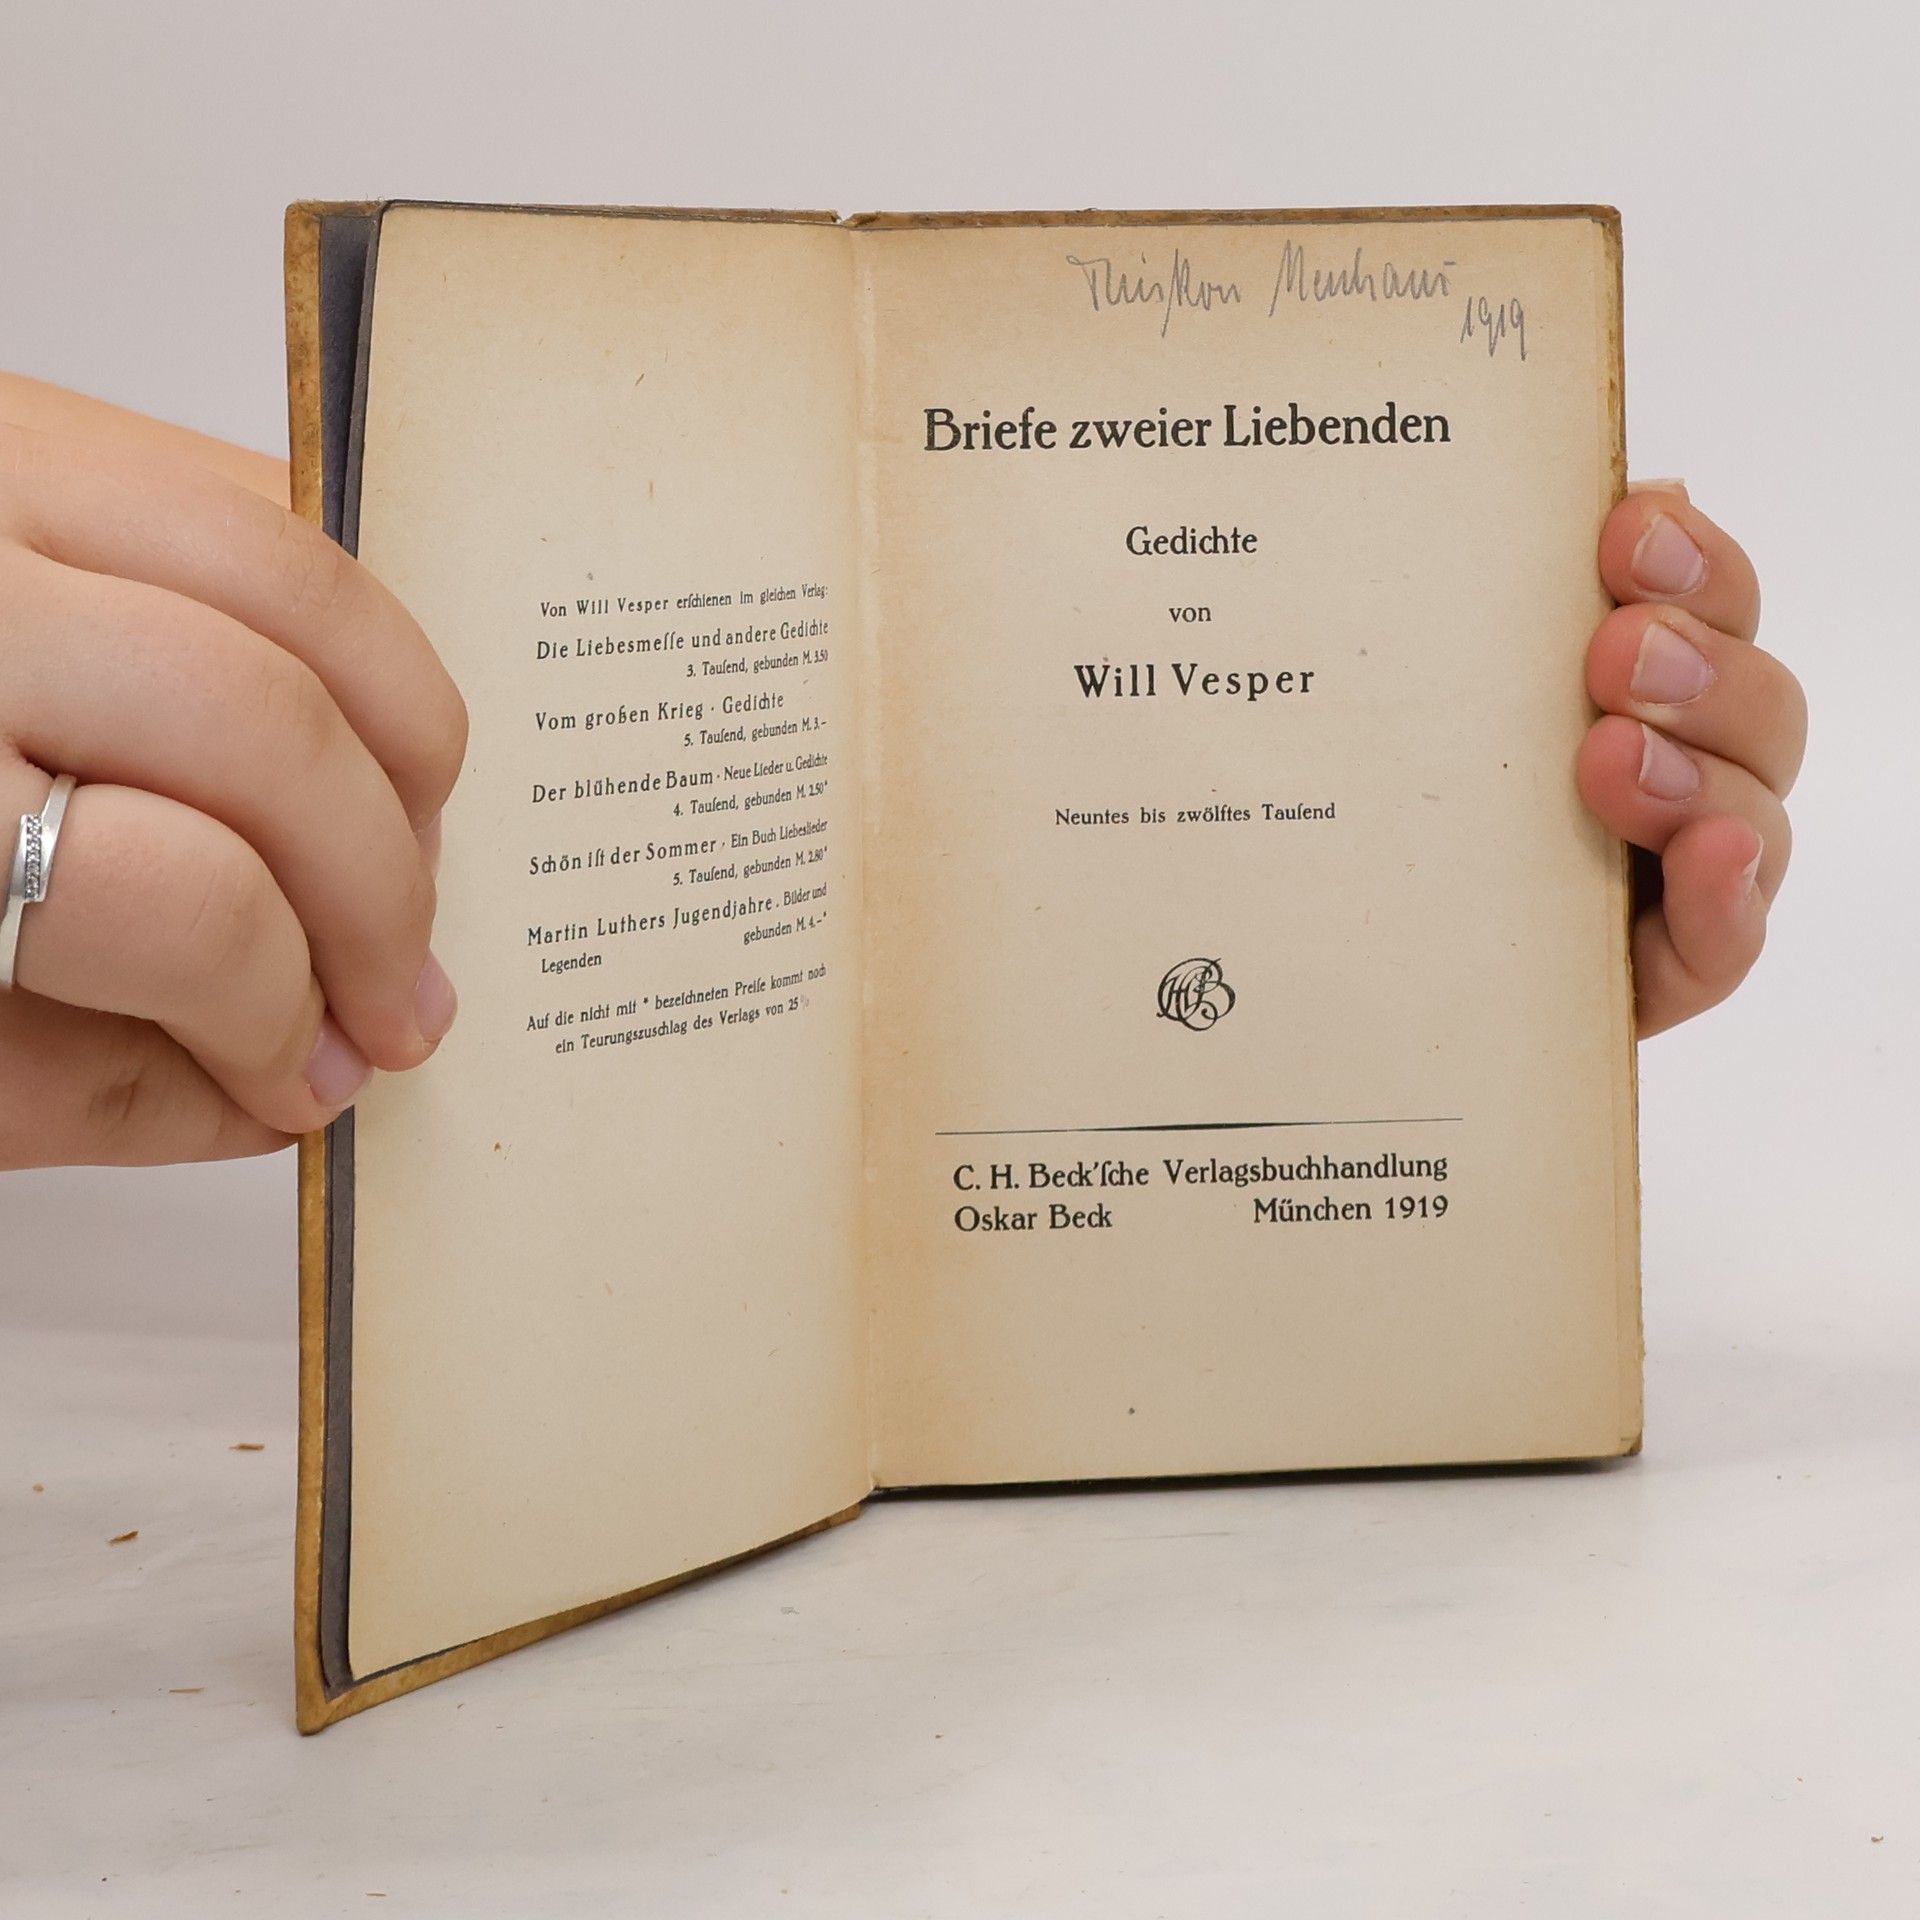 Von Will Vesper erſchienen im gleichen Verlag:
Die Liebesmeſſe und andere Gedichte
3. Tauſend, gebunden M. 3.50
Vom großen Krieg · Gedichte
5. Tauſend, gebunden M. 3.–
Der blühende Baum · Neue Lieder u. Gedichte
4. Tauſend, gebunden M. 2.50*
Schön iſt der Sommer · Ein Buch Liebeslieder
5. Tauſend, gebunden M. 2.80*
Martin Luthers Jugendjahre · Bilder und
Legenden gebunden M. 4.–*
Auf die nicht mit * bezeichneten Preiſe kommt noch
ein Teurungszuschlag des Verlags von 25%
Neuhaus
1919
Briefe zweier Liebenden
Gedichte
von
Will Vesper
Neuntes bis zwölftes Tauſend
C. H. Beck'ſche Verlagsbuchhandlung
Oskar Beck München 1919